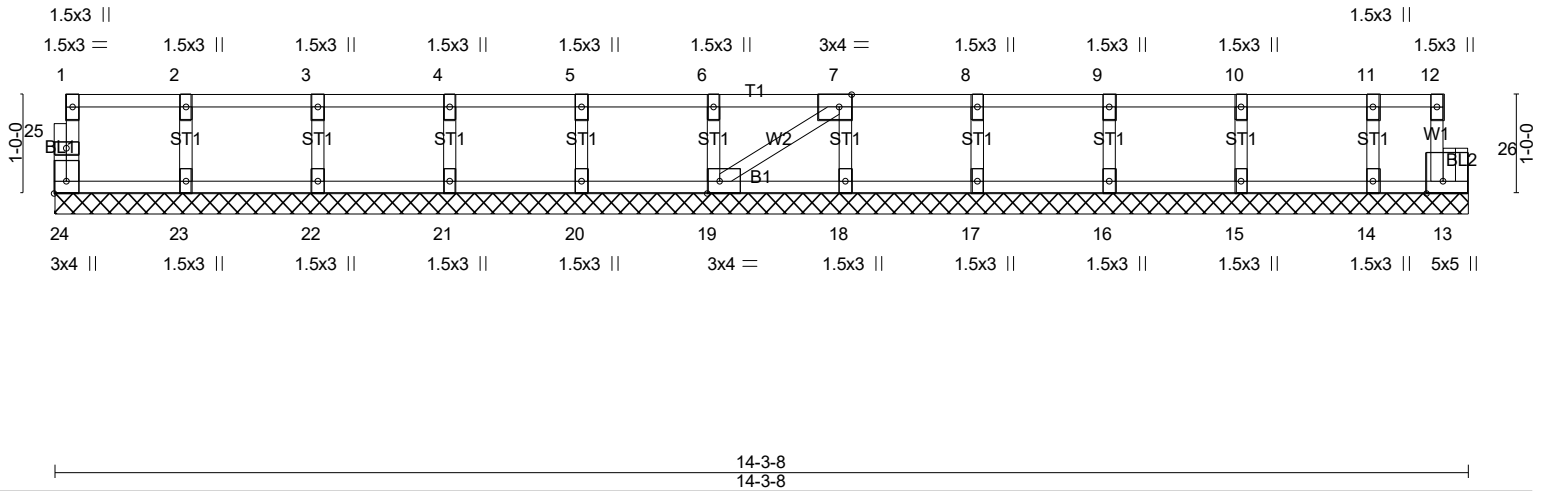 1.5x3 || 1.5x3 ||
1.5x3 = 1.5x3 || 1.5x3 || 1.5x3 || 1.5x3 || 1.5x3 || 3x4 = 1.5x3 || 1.5x3 || 1.5x3 || 1.5x3 ||
1 2 3 4 5 6 7 8 9 10 11 12
T1
1-0-0 25 BL1 ST1 ST1 ST1 ST1 ST1 W2 ST1 ST1 ST1 ST1 ST1 W1 BL2 26 1-0-0
B1
24 23 22 21 20 19 18 17 16 15 14 13
3x4 || 1.5x3 || 1.5x3 || 1.5x3 || 1.5x3 || 3x4 = 1.5x3 || 1.5x3 || 1.5x3 || 1.5x3 || 1.5x3 || 5x5 ||
14-3-8
14-3-8